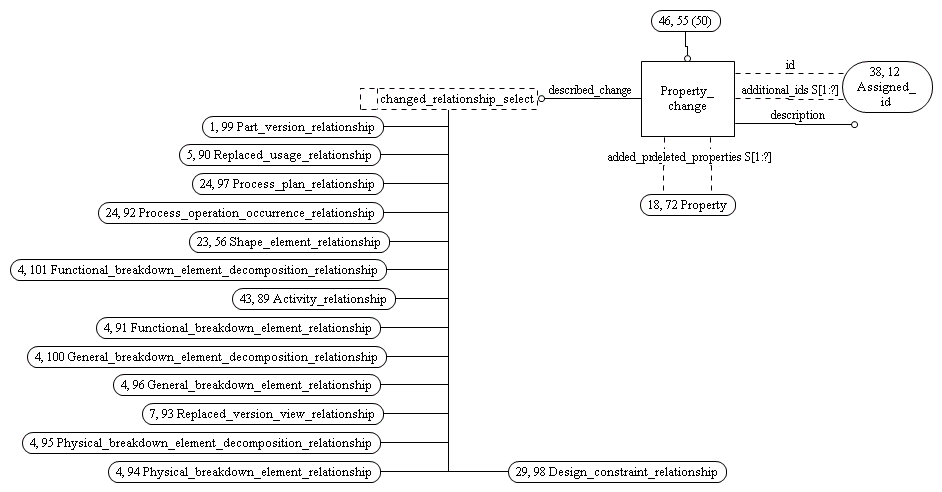 46, 55 (50)
id
38, 12
Assigned_
id
additional_ids S[1:?]
Property_
change
described_change
changed_relationship_select
description
1, 99 Part_version_relationship
5, 90 Replaced_usage_relationship
added_pr deleted_properties S[1:?]
24, 97 Process_plan_relationship
18, 72 Property
24, 92 Process_operation_occurrence_relationship
23, 56 Shape_element_relationship
4, 101 Functional_breakdown_element_decomposition_relationship
43, 89 Activity_relationship
4, 91 Functional_breakdown_element_relationship
4, 100 General_breakdown_element_decomposition_relationship
4, 96 General_breakdown_element_relationship
7, 93 Replaced_version_view_relationship
4, 95 Physical_breakdown_element_decomposition_relationship
4, 94 Physical_breakdown_element_relationship
29, 98 Design_constraint_relationship